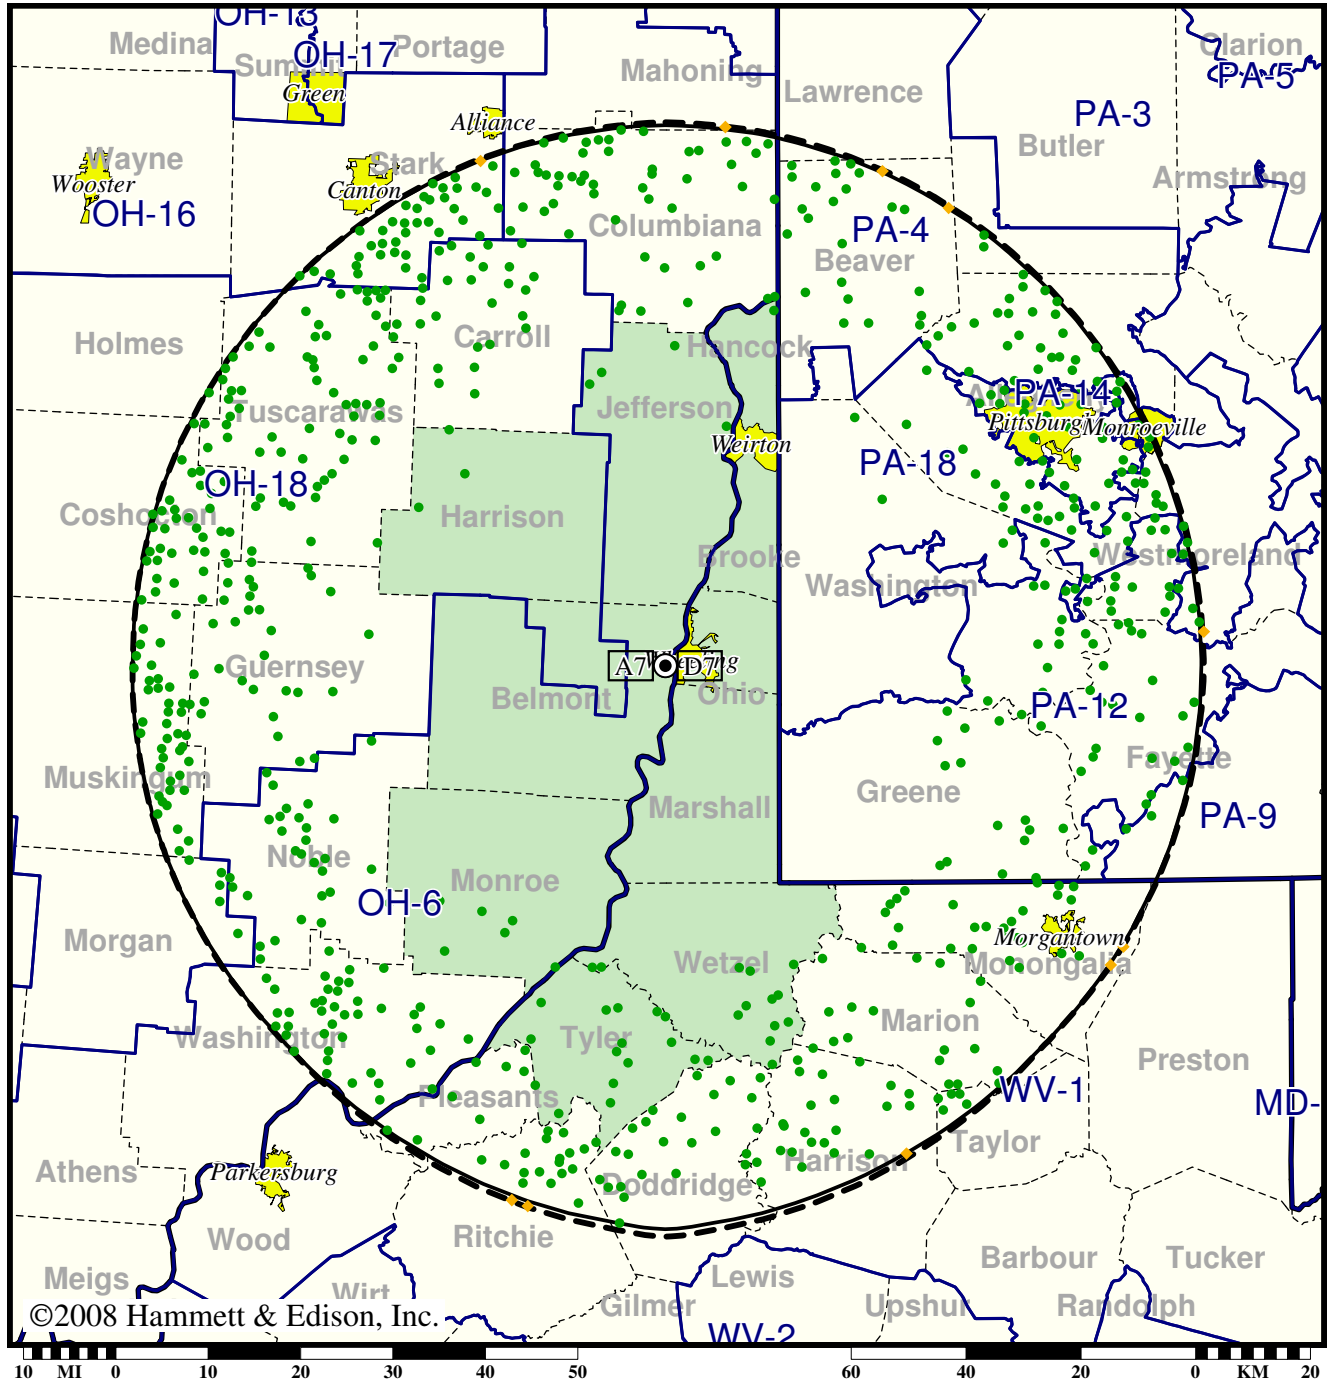 OH-13
Medina
OH-17
Portage
Summit
Green
Mahoning
Clarion
PA-5
Lawrence
PA-3
Butler
Alliance
Wayne
Wooster
OH-16
Stark
Canton
Armstrong
Columbiana
PA-4
Beaver
Holmes
Carroll
Hancock
Tuscarawas
Jefferson
Allegheny
PA-14
Pittsburgh
Monroeville
Weirton
PA-18
OH-18
Coshocton
Harrison
Brooke
Westmoreland
Washington
Guernsey
A7
D7
Wheeling
Belmont
Ohio
PA-12
Muskingum
Fayette
Marshall
Greene
PA-9
Noble
Monroe
OH-6
Morgan
Morgantown
Monongalia
Wetzel
Washington
Tyler
Marion
Preston
Pleasants
WV-1
MD-
Taylor
Athens
Parkersburg
Harrison
Doddridge
Wood
Ritchie
Barbour
Tucker
Meigs
Wirt
Lewis
Gilmer
Upshur
Randolph
©2008 Hammett & Edison, Inc.
WV-2
10 MI 0 10 20 30 40 50 60 40 20 0 KM 20